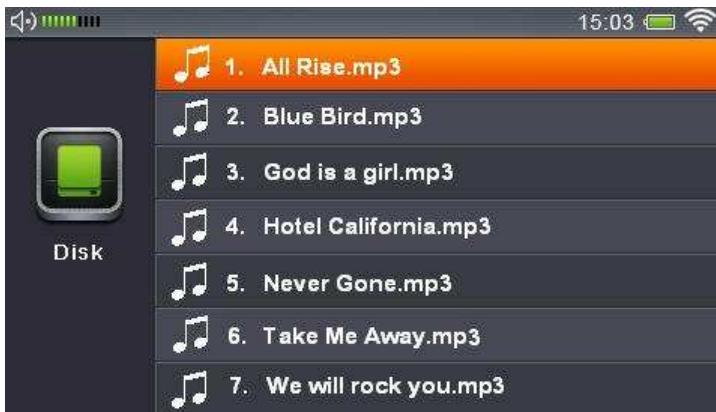 15:03
1. All Rise.mp3
2. Blue Bird.mp3
3. God is a girl.mp3
4. Hotel California.mp3
Disk
5. Never Gone.mp3
6. Take Me Away.mp3
7. We will rock you.mp3